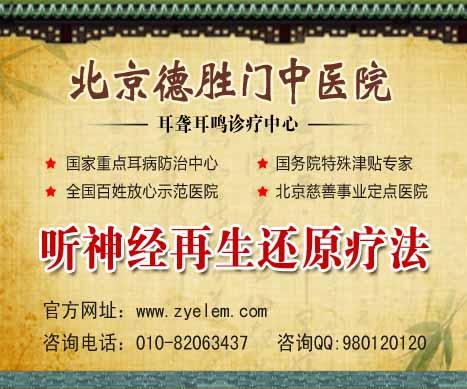 北京德胜门中医院
耳聋耳鸣诊疗中心
★ 国家重点耳病防治中心 ★ 国务院特殊津贴专家
★ 全国百姓放心示范医院 ★ 北京慈善事业定点医院
听神经再生还原疗法
官方网址：www.zyelem.com
咨询电话：010-82063437 咨询QQ:980120120